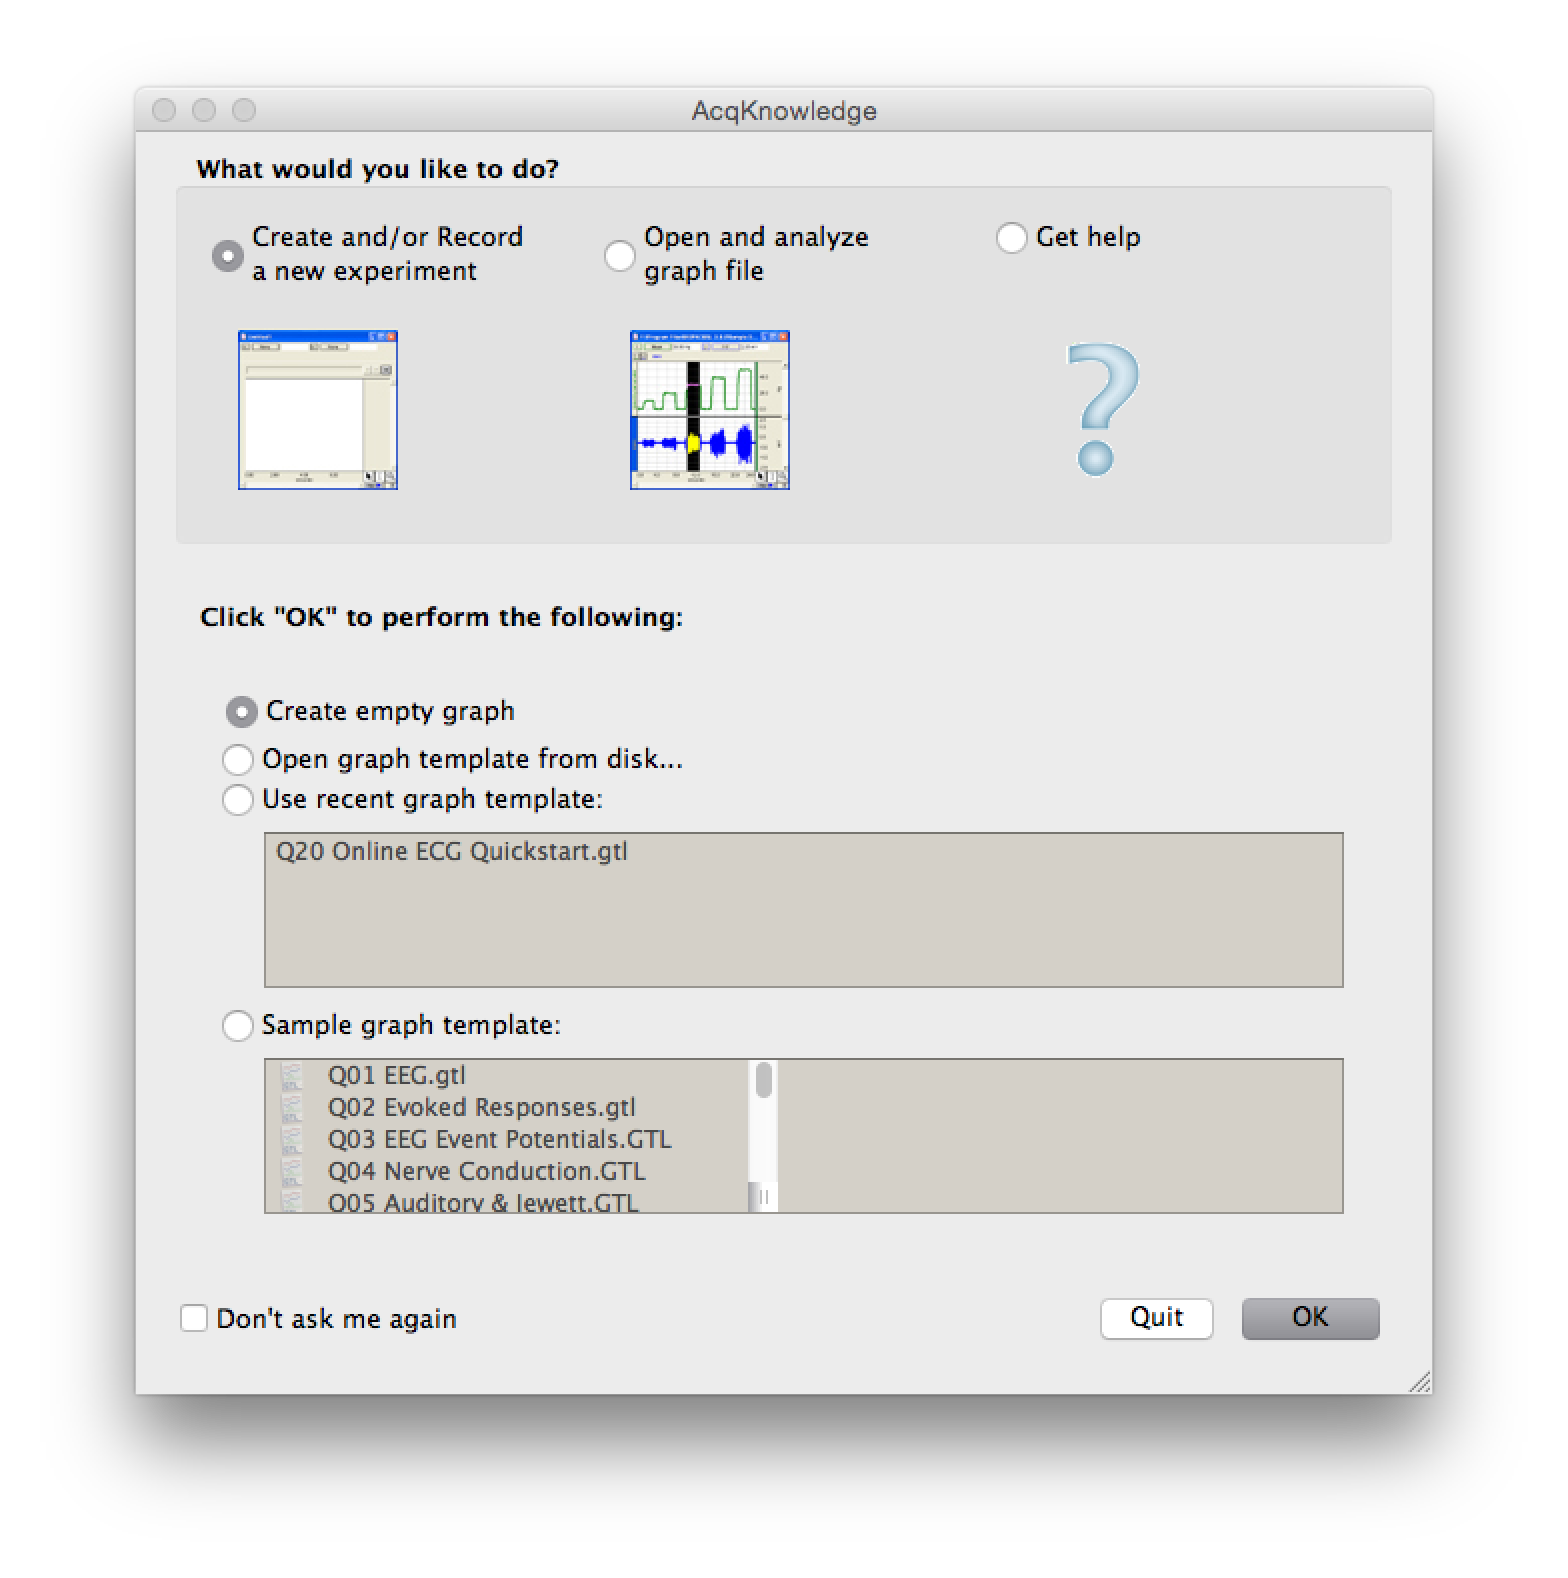 AcqKnowledge
What would you like to do?
Create and/or Record
a new experiment
Open and analyze
graph file
Get help
Click "OK" to perform the following:
Create empty graph
Open graph template from disk...
Use recent graph template:
Q20 Online ECG Quickstart.gtl
Sample graph template:
Q01 EEG.gtl
Q02 Evoked Responses.gtl
Q03 EEG Event Potentials.GTL
Q04 Nerve Conduction.GTL
Q05 Auditory & Jewett.GTL
Don't ask me again
Quit
OK